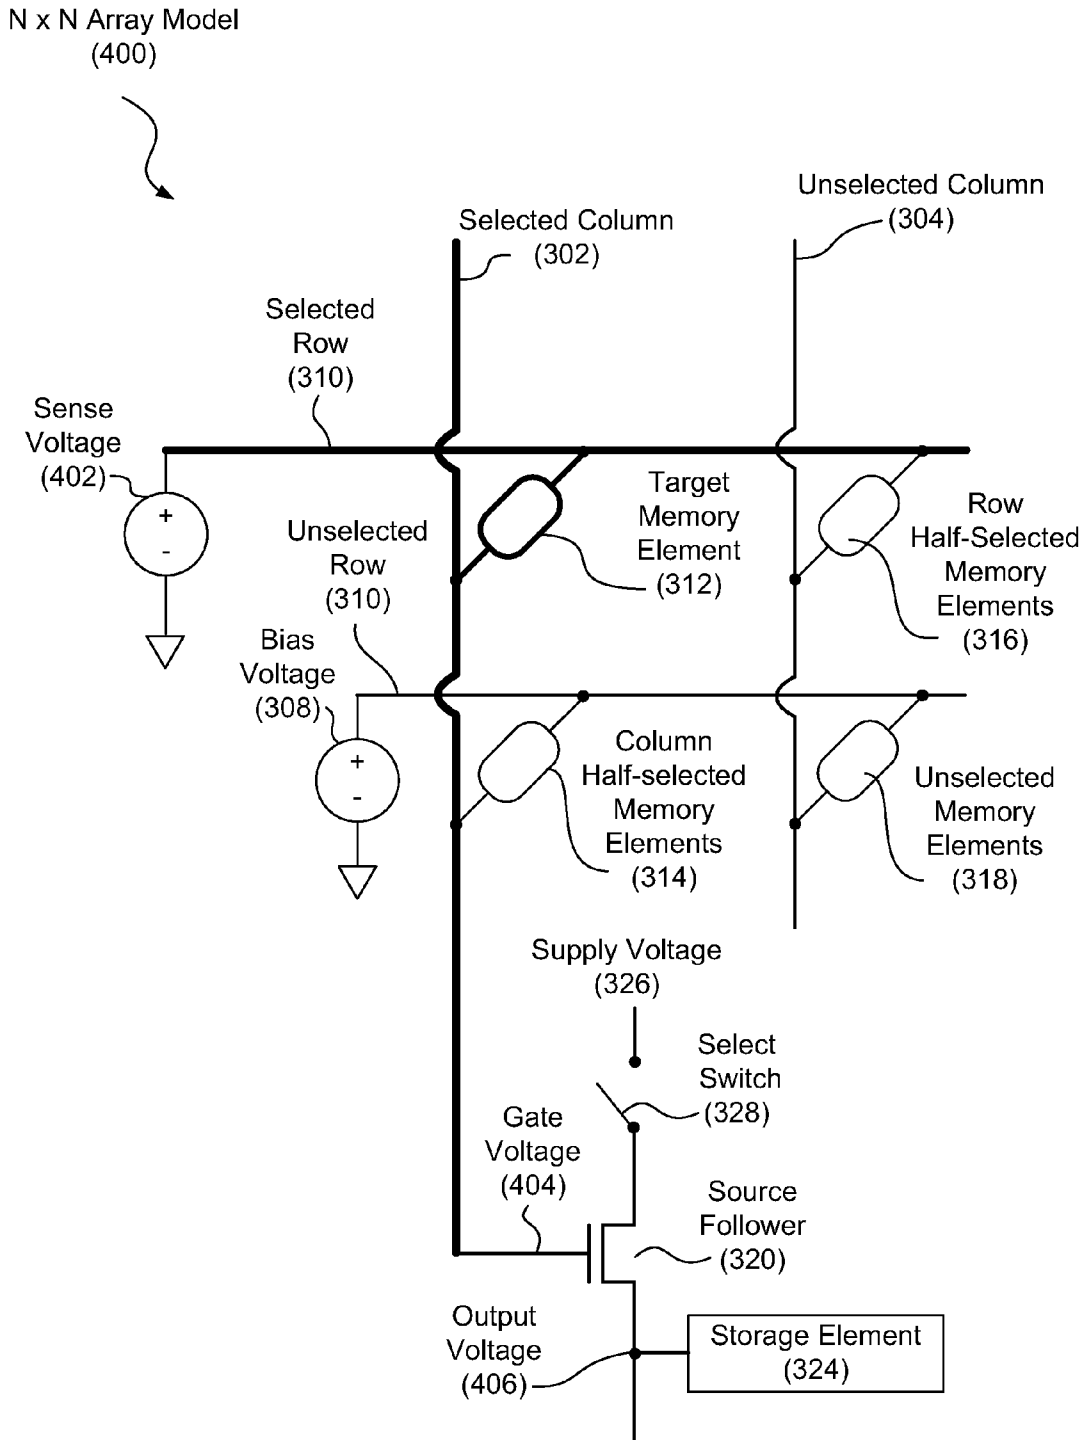 N x N Array Model
(400)
Unselected Column
(304)
Selected Column
(302)
Selected
Row
(310)
Sense
Voltage
(402)
+
-
Target
Memory
Element
(312)
Row
Half-Selected
Memory
Elements
(316)
Unselected
Row
(310)
Bias
Voltage
(308)
+
-
Column
Half-selected
Memory
Elements
(314)
Unselected
Memory
Elements
(318)
Supply Voltage
(326)
Select
Switch
(328)
Gate
Voltage
(404)
Source
Follower
(320)
Output
Voltage
(406)
Storage Element
(324)